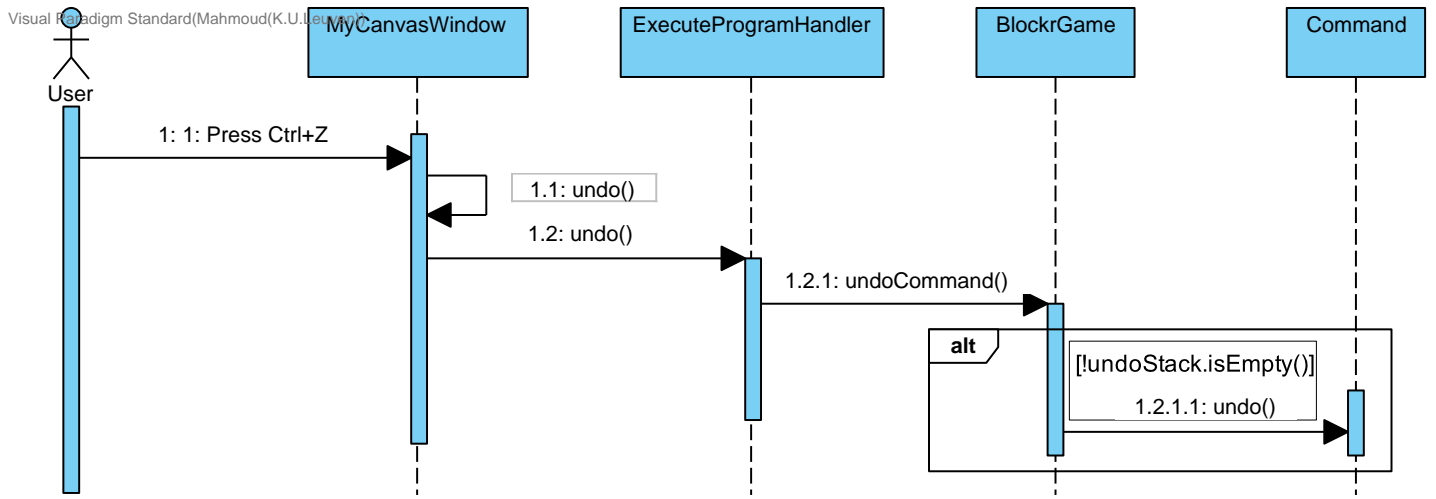 Visual Paradigm Standard(Mahmoud(K.U.Leuven))
MyCanvasWindow
ExecuteProgramHandler
BlockrGame
Command
User
1: 1: Press Ctrl+Z
1.1: undo()
1.2: undo()
1.2.1: undoCommand()
alt
[!undoStack.isEmpty()]
1.2.1.1: undo()